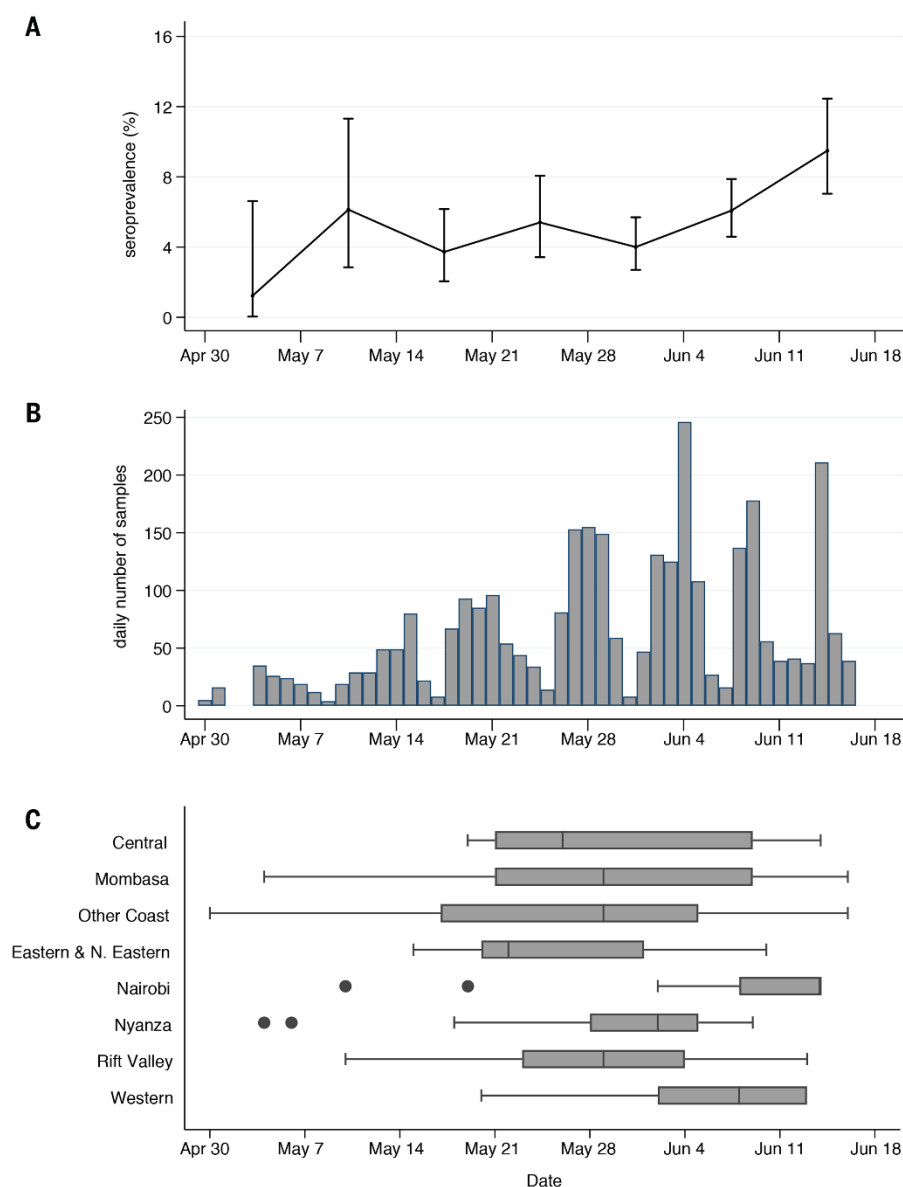 A
seroprevalence (%)
16
12
8
4
0
Apr 30 May 7 May 14 May 21 May 28 Jun 4 Jun 11 Jun 18
B
daily number of samples
250
200
150
100
50
0
Apr 30 May 7 May 14 May 21 May 28 Jun 4 Jun 11 Jun 18
C
Central
Mombasa
Other Coast
Eastern & N. Eastern
Nairobi
Nyanza
Rift Valley
Western
Apr 30 May 7 May 14 May 21 May 28 Jun 4 Jun 11 Jun 18
Date